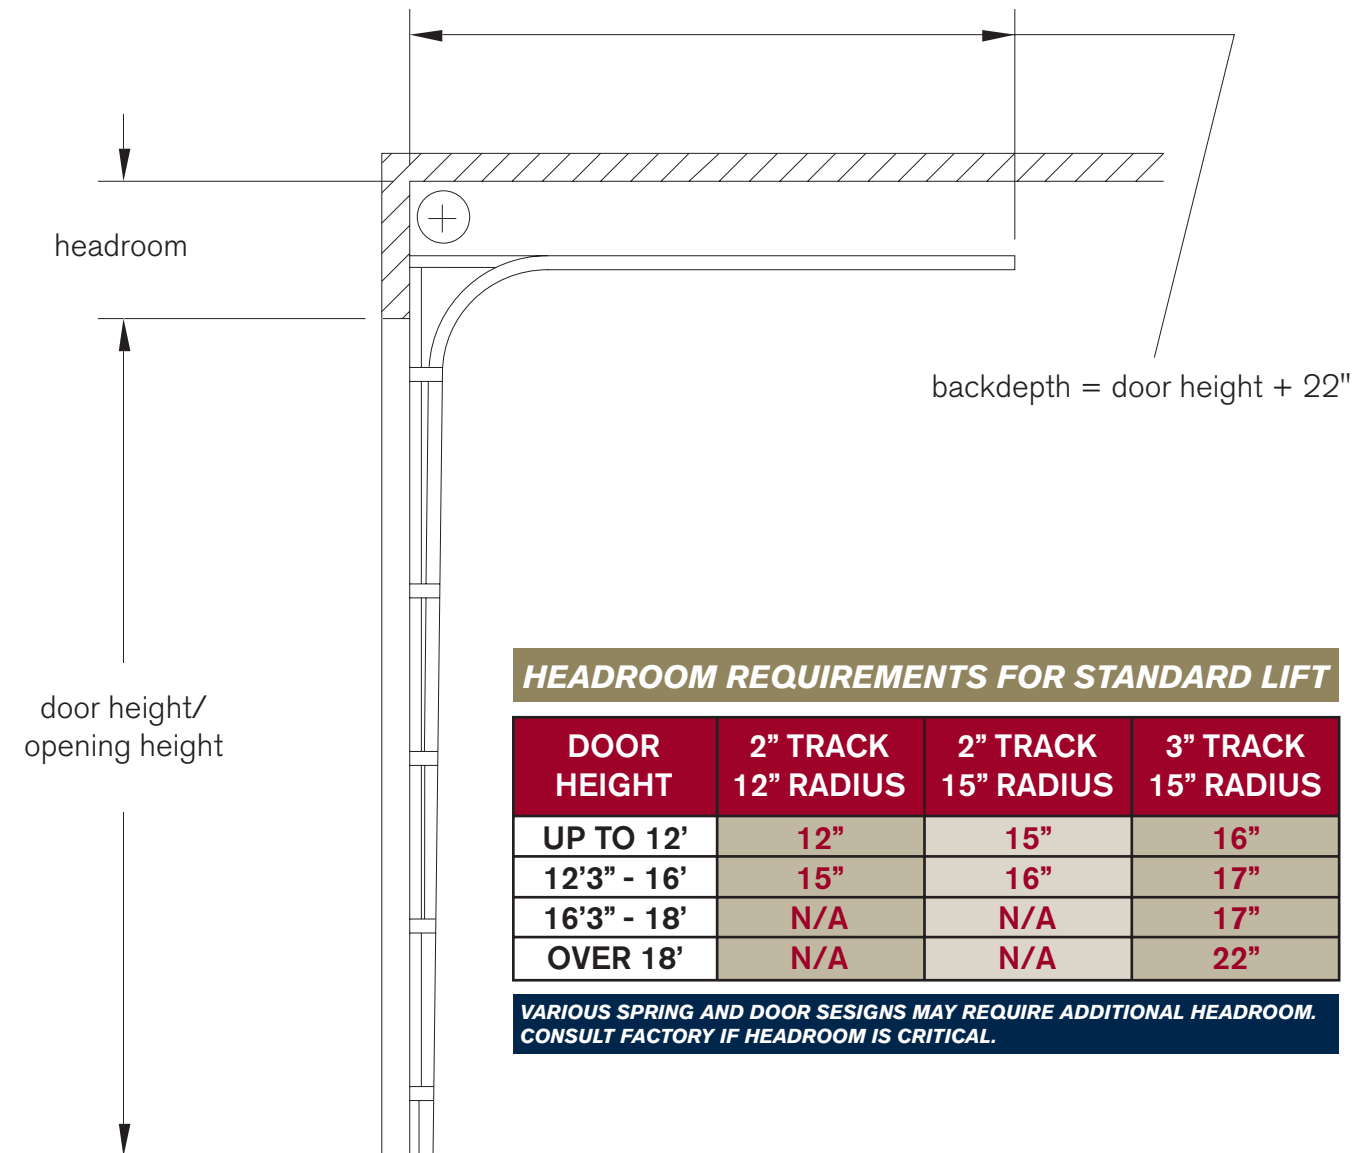 headroom
backdepth = door height + 22"
door height/
opening height
HEADROOM REQUIREMENTS FOR STANDARD LIFT
DOOR HEIGHT 2” TRACK 12” RADIUS 2” TRACK 15” RADIUS 3” TRACK 15” RADIUS
UP TO 12’ 12” 15” 16”
12’3” - 16’ 15” 16” 17”
16’3” - 18’ N/A N/A 17”
OVER 18’ N/A N/A 22”
VARIOUS SPRING AND DOOR SESIGNS MAY REQUIRE ADDITIONAL HEADROOM.
CONSULT FACTORY IF HEADROOM IS CRITICAL.